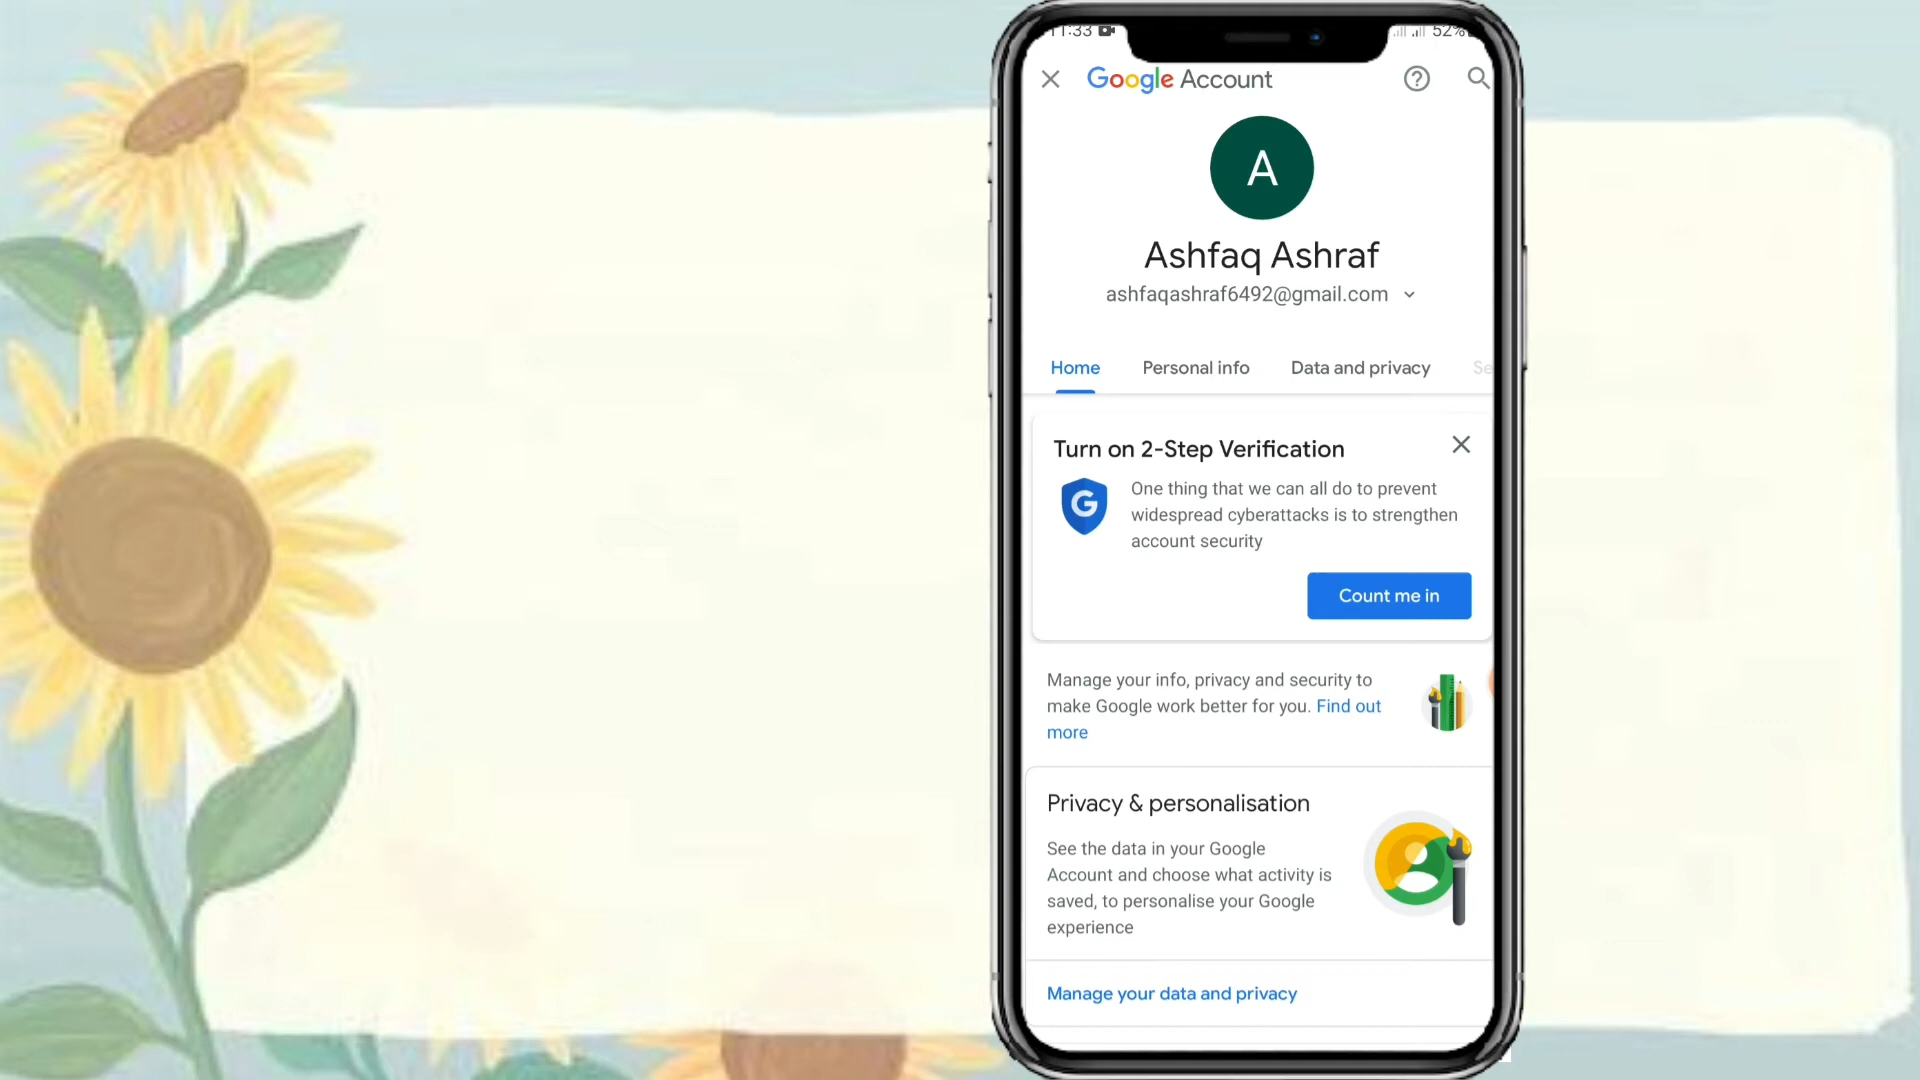 11:33 52%
Google Account
A
Ashfaq Ashraf
ashfaqashraf6492@gmail.com
Home Personal info Data and privacy Se
Turn on 2-Step Verification
G
One thing that we can all do to prevent
widespread cyberattacks is to strengthen
account security
Count me in
Manage your info, privacy and security to
make Google work better for you. Find out
more
Privacy & personalisation
See the data in your Google
Account and choose what activity is
saved, to personalise your Google
experience
Manage your data and privacy